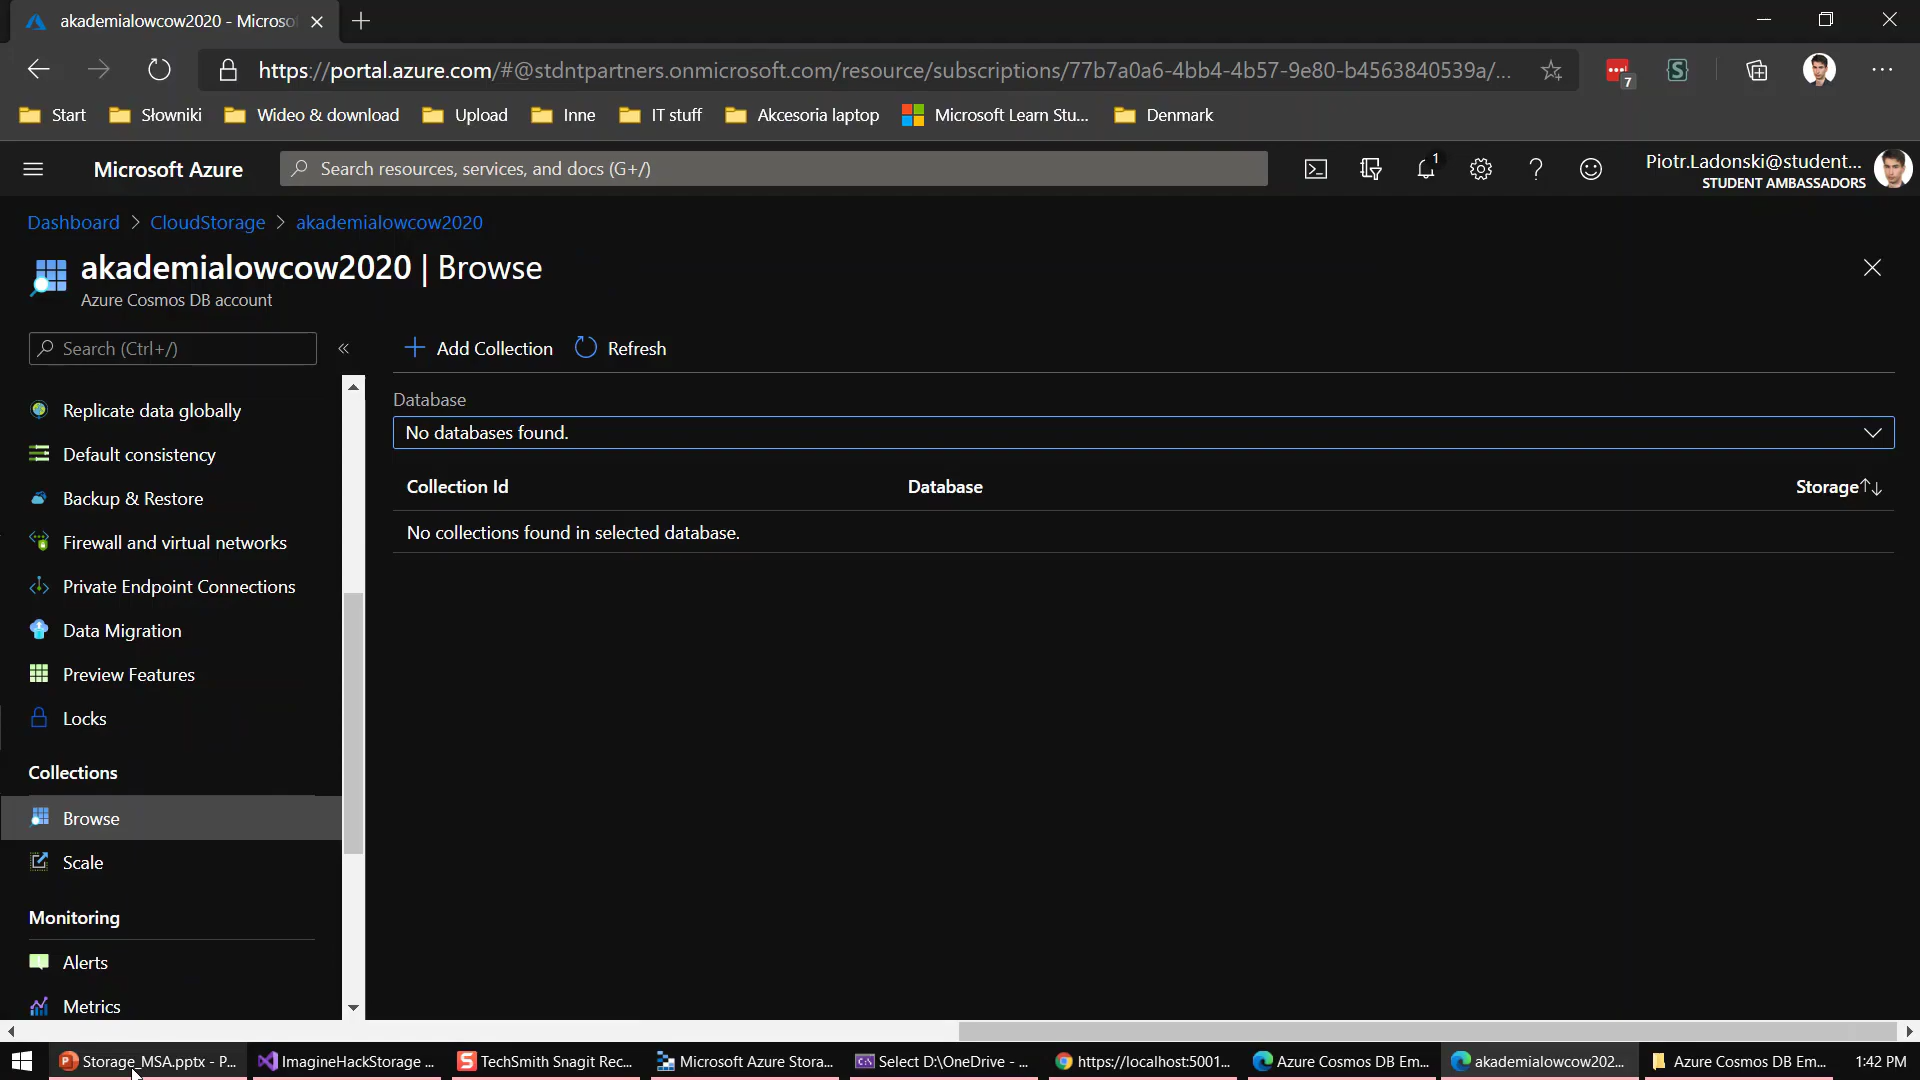 akademialowcow2020 - Microso
https://portal.azure.com/#@stdntpartners.onmicrosoft.com/resource/subscriptions/77b7a0a6-4bb4-4b57-9e80-b4563840539a/...
7
Start
Słowniki
Wideo & download
Upload
Inne
IT stuff
Akcesoria laptop
Microsoft Learn Stu...
Denmark
Microsoft Azure
Search resources, services, and docs (G+/)
1
Piotr.Ladonski@student...
STUDENT AMBASSADORS
Dashboard > CloudStorage > akademialowcow2020
akademialowcow2020 | Browse
Azure Cosmos DB account
Search (Ctrl+/)
«
Add Collection
Refresh
Replicate data globally
Default consistency
Backup & Restore
Firewall and virtual networks
Private Endpoint Connections
Data Migration
Preview Features
Locks
Collections
Browse
Scale
Monitoring
Alerts
Metrics
Database
No databases found.
Collection Id
Database
Storage
No collections found in selected database.
Storage_MSA.pptx - P...
ImagineHackStorage ...
TechSmith Snagit Rec...
Microsoft Azure Stora...
Select D:\OneDrive - ...
https://localhost:5001...
Azure Cosmos DB Em...
akademialowcow202...
Azure Cosmos DB Em...
1:42 PM